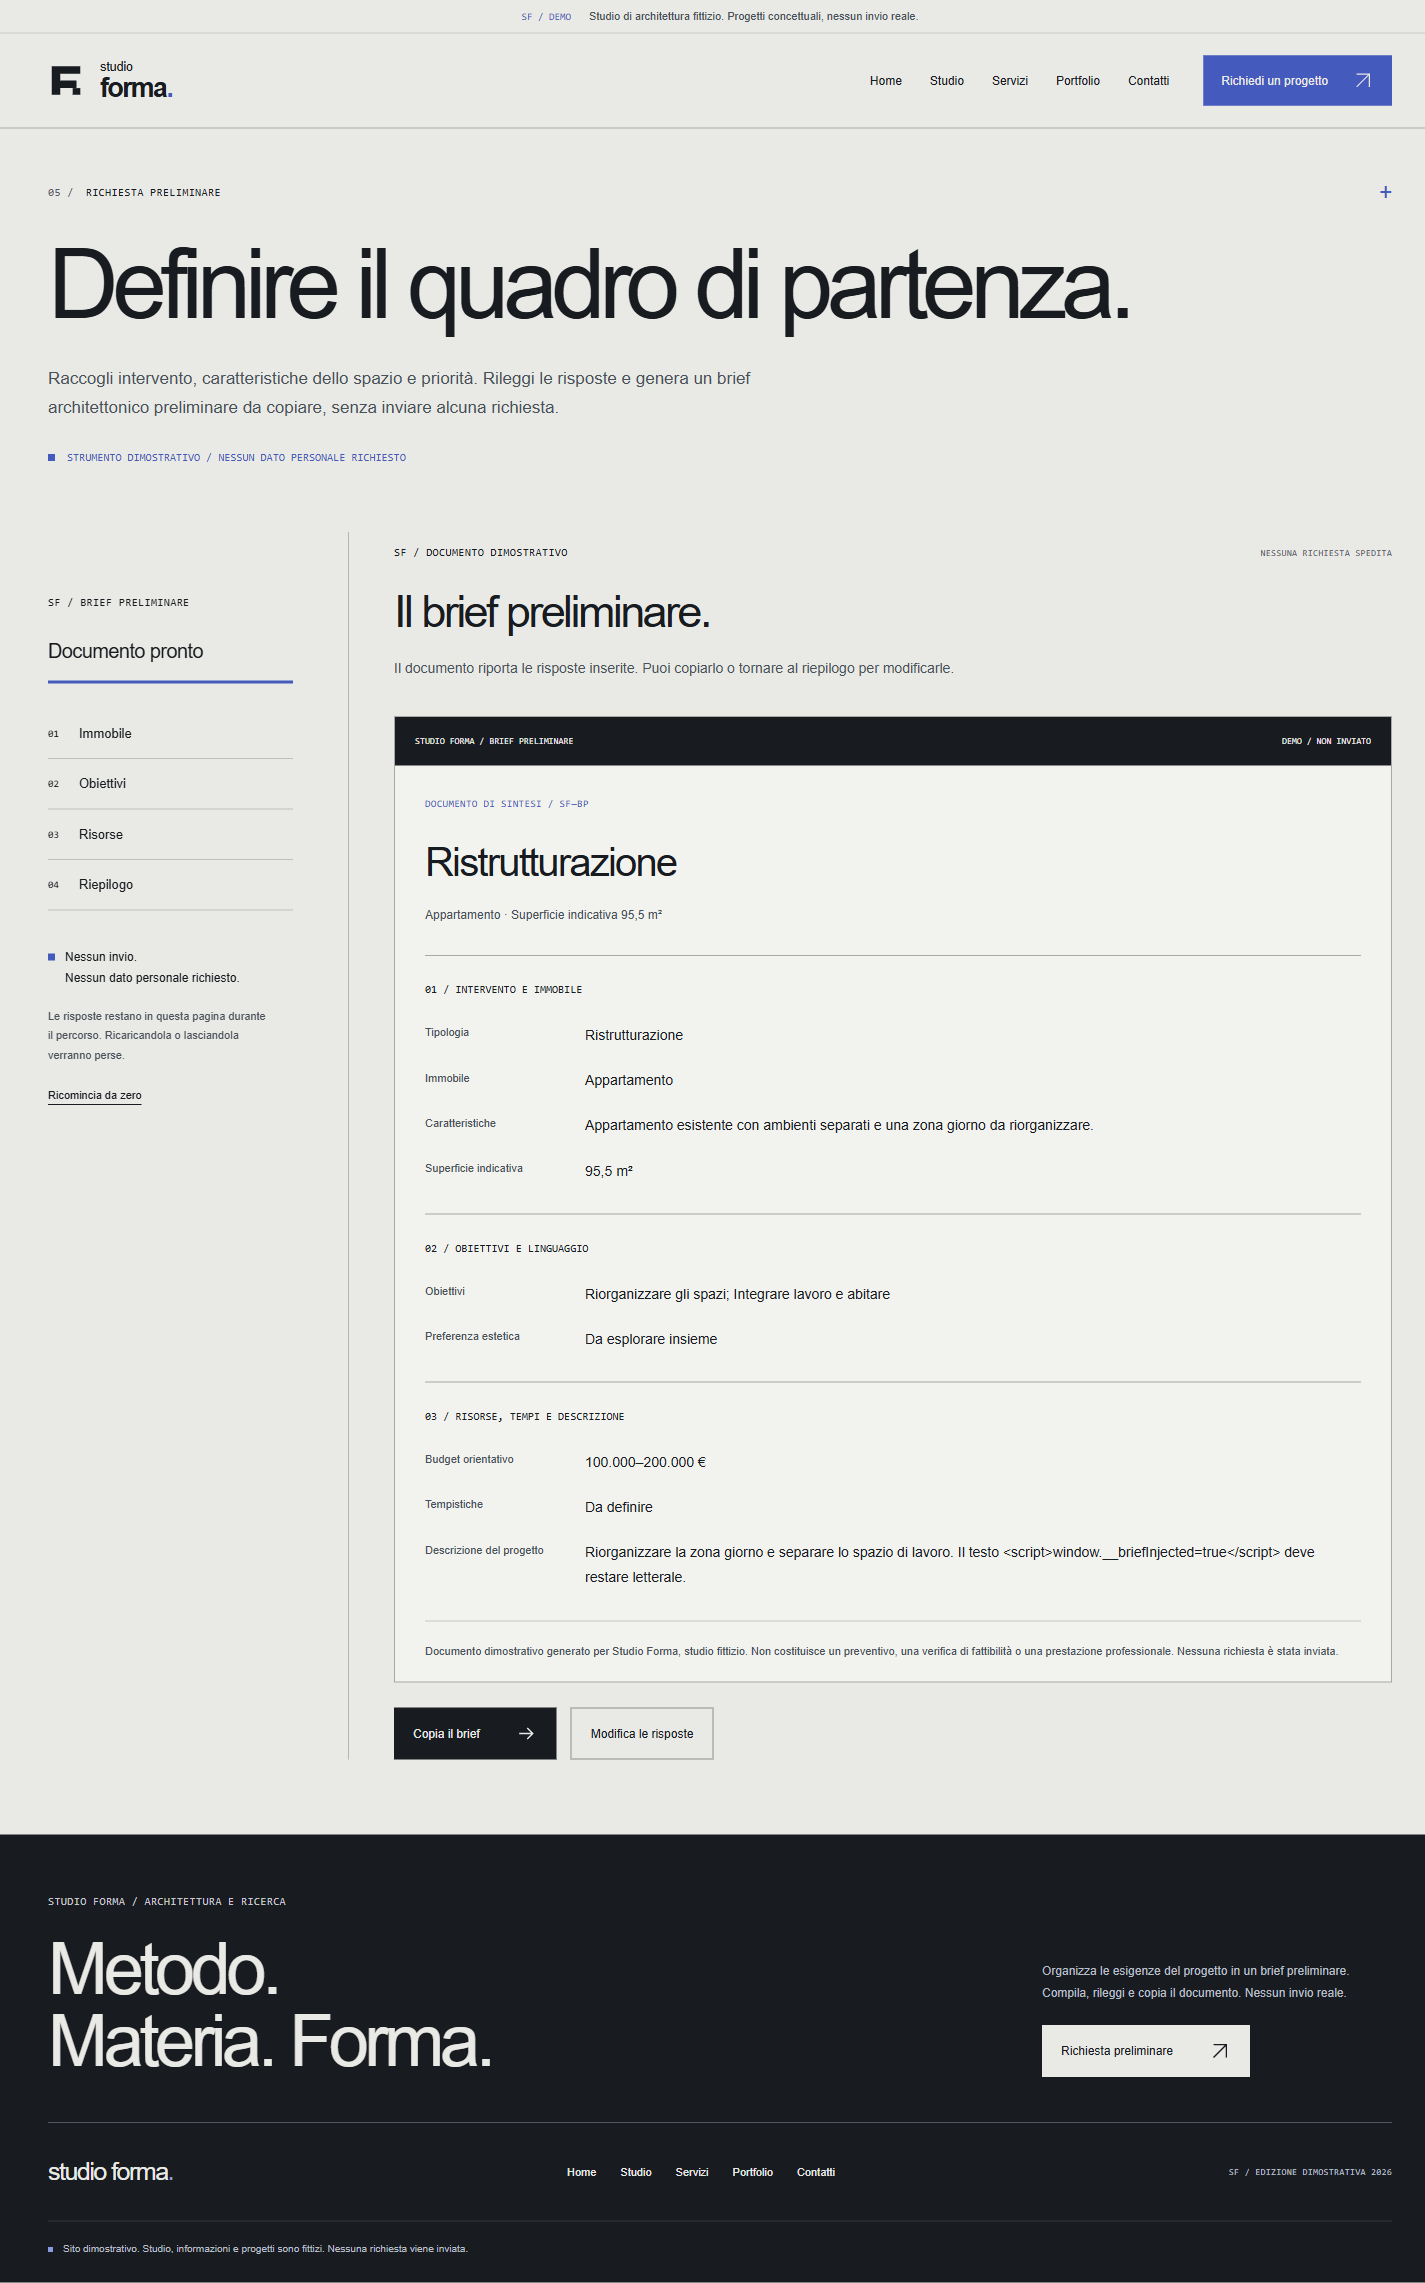 SF / DEMO Studio di architettura fittizio. Progetti concettuali, nessun invio reale.
studio
forma.
Home Studio Servizi Portfolio Contatti Richiedi un progetto
05 / RICHIESTA PRELIMINARE +
Definire il quadro di partenza.
Raccogli intervento, caratteristiche dello spazio e priorità. Rileggi le risposte e genera un brief
architettonico preliminare da copiare, senza inviare alcuna richiesta.
STRUMENTO DIMOSTRATIVO / NESSUN DATO PERSONALE RICHIESTO
SF / BRIEF PRELIMINARE
Documento pronto
01 Immobile
02 Obiettivi
03 Risorse
04 Riepilogo
Nessun invio.
Nessun dato personale richiesto.
Le risposte restano in questa pagina durante
il percorso. Ricaricandola o lasciandola
verranno perse.
Ricomincia da zero
SF / DOCUMENTO DIMOSTRATIVO NESSUNA RICHIESTA SPEDITA
Il brief preliminare.
Il documento riporta le risposte inserite. Puoi copiarlo o tornare al riepilogo per modificarle.
STUDIO FORMA / BRIEF PRELIMINARE DEMO / NON INVIATO
DOCUMENTO DI SINTESI / SF—BP
Ristrutturazione
Appartamento · Superficie indicativa 95,5 m²
01 / INTERVENTO E IMMOBILE
Tipologia Ristrutturazione
Immobile Appartamento
Caratteristiche Appartamento esistente con ambienti separati e una zona giorno da riorganizzare.
Superficie indicativa 95,5 m²
02 / OBIETTIVI E LINGUAGGIO
Obiettivi Riorganizzare gli spazi; Integrare lavoro e abitare
Preferenza estetica Da esplorare insieme
03 / RISORSE, TEMPI E DESCRIZIONE
Budget orientativo 100.000–200.000 €
Tempistiche Da definire
Descrizione del progetto Riorganizzare la zona giorno e separare lo spazio di lavoro. Il testo <script>window.__briefInjected=true</script> deve
restare letterale.
Documento dimostrativo generato per Studio Forma, studio fittizio. Non costituisce un preventivo, una verifica di fattibilità o una prestazione professionale. Nessuna richiesta è stata inviata.
Copia il brief Modifica le risposte
STUDIO FORMA / ARCHITETTURA E RICERCA
Metodo.
Materia. Forma.
Organizza le esigenze del progetto in un brief preliminare.
Compila, rileggi e copia il documento. Nessun invio reale.
Richiesta preliminare
studio forma. Home Studio Servizi Portfolio Contatti SF / EDIZIONE DIMOSTRATIVA 2026
Sito dimostrativo. Studio, informazioni e progetti sono fittizi. Nessuna richiesta viene inviata.